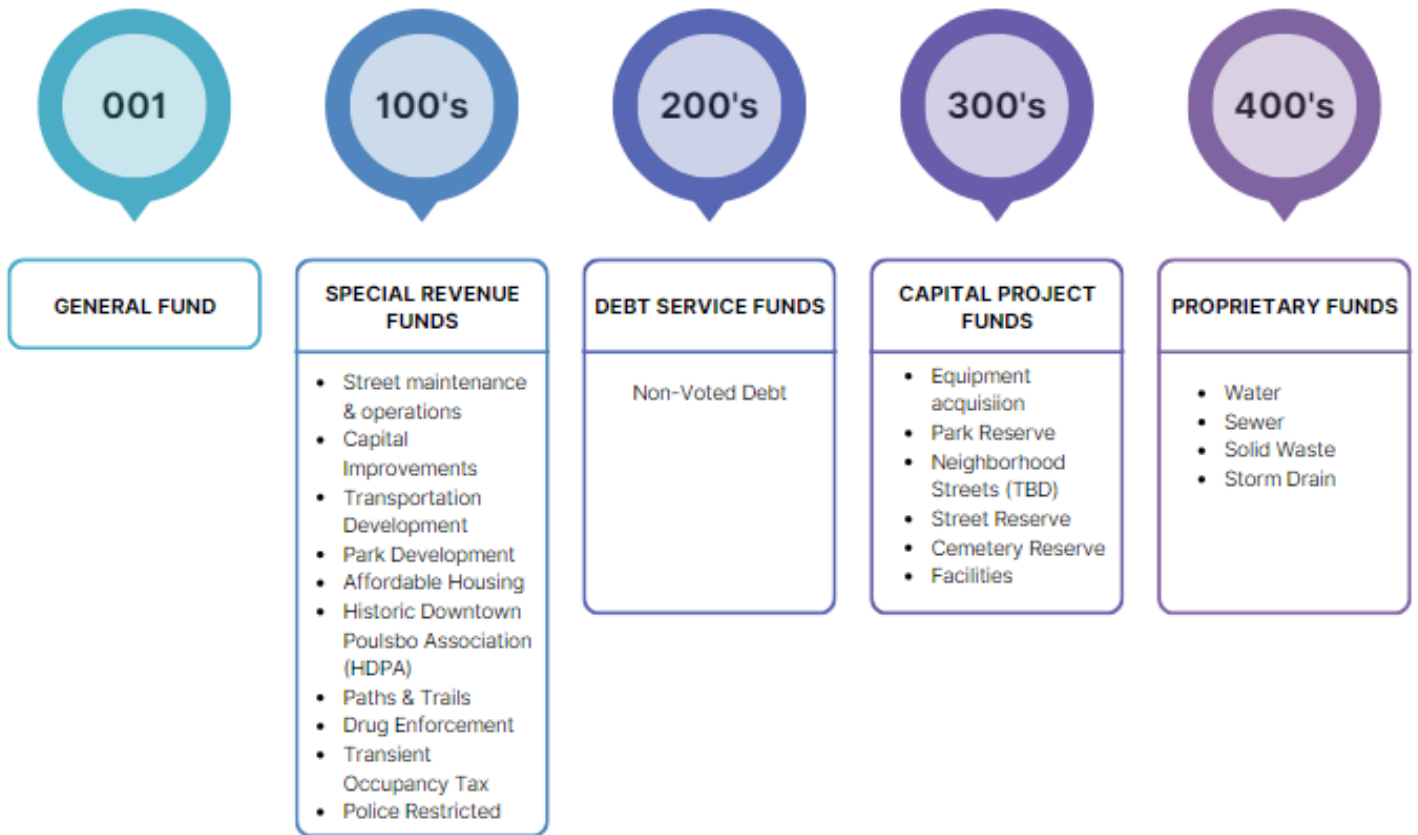 001
100's
200's
300's
400's
GENERAL FUND
SPECIAL REVENUE
FUNDS
• Street maintenance
& operations
• Capital
Improvements
• Transportation
Development
• Park Development
• Affordable Housing
• Historic Downtown
Poulsbo Association
(HDPA)
• Paths & Trails
• Drug Enforcement
• Transient
Occupancy Tax
• Police Restricted
DEBT SERVICE FUNDS
Non-Voted Debt
CAPITAL PROJECT
FUNDS
• Equipment
acquisiion
• Park Reserve
• Neighborhood
Streets (TBD)
• Street Reserve
• Cemetery Reserve
• Facilities
PROPRIETARY FUNDS
• Water
• Sewer
• Solid Waste
• Storm Drain